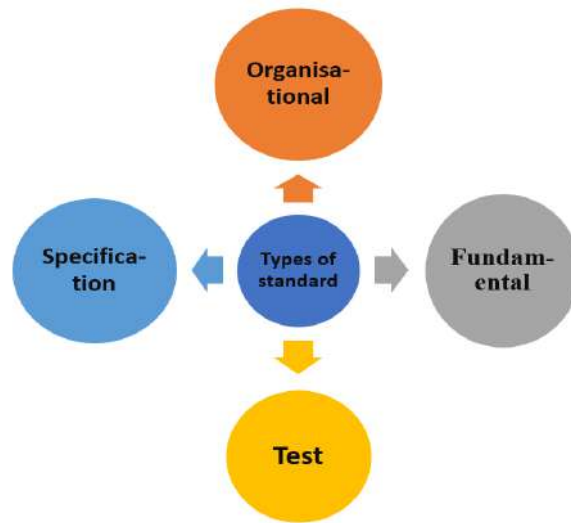 Organisa-
tional
Specifica-
tion
Types of
standard
Fundam-
ental
Test